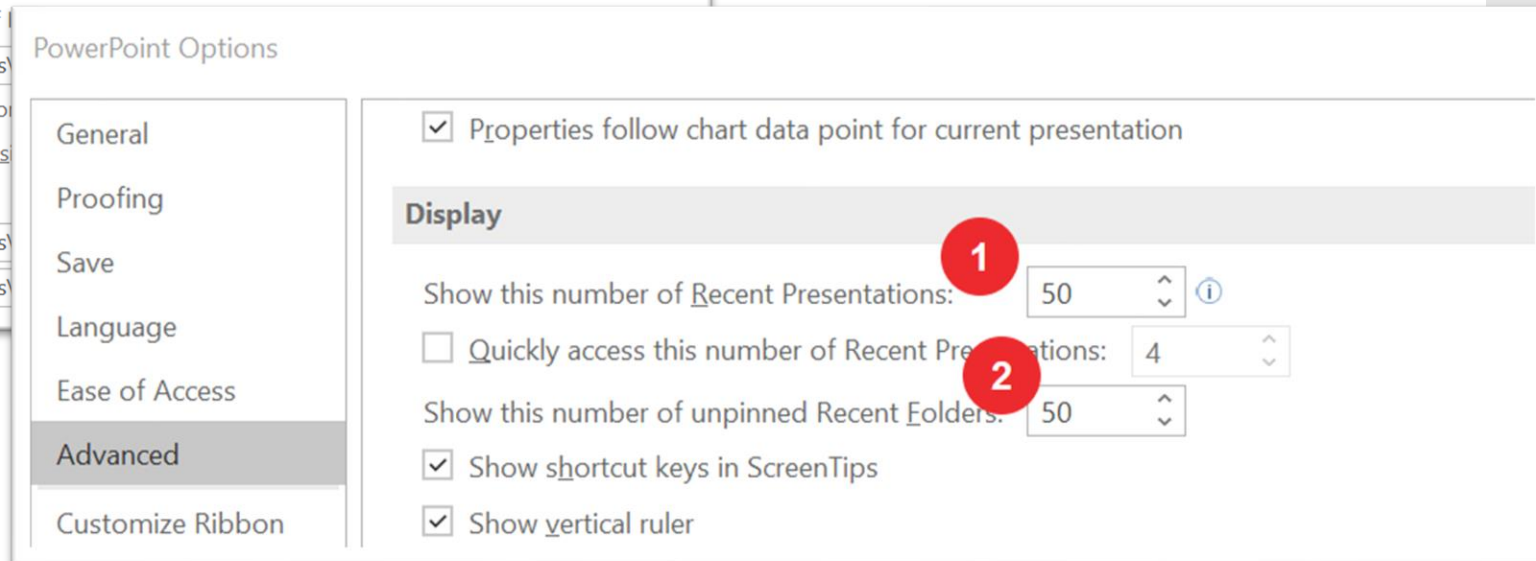 PowerPoint Options
General
Proofing
Save
Language
Ease of Access
Advanced
Customize Ribbon
Properties follow chart data point for current presentation
Display
1
Show this number of Recent Presentations: 50
Quickly access this number of Recent Pre ations: 4
2
Show this number of unpinned Recent Folders: 50
Show shortcut keys in ScreenTips
Show vertical ruler